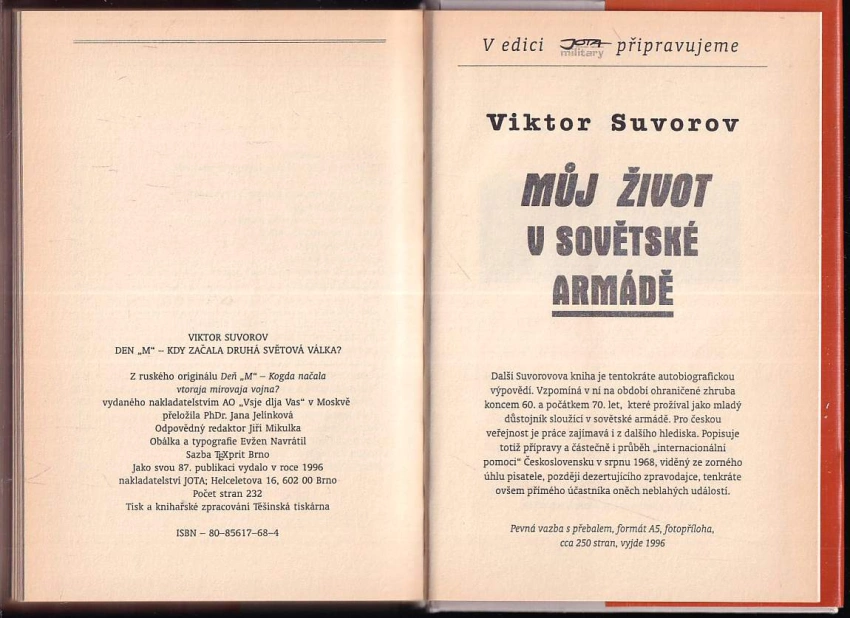 VIKTOR SUVOROV
DEN „M“ – KDY ZAČALA DRUHÁ SVĚTOVÁ VÁLKA?
Z ruského originálu Deň „M“ – Kogda načala
vtoraja mirovaja vojna?
vydaného nakladatelstvím AO „Vsje dlja Vas“ v Moskvě
přeložila PhDr. Jana Jelínková
Odpovědný redaktor Jiří Mikulka
Obálka a typografie Evžen Navrátil
Sazba TEXprit Brno
Jako svou 87. publikaci vydalo v roce 1996
nakladatelství JOTA; Helceletova 16, 602 00 Brno
Počet stran 232
Tisk a knihařské zpracování Těšínská tiskárna
ISBN – 80–85617–68–4
V edici JOTA military připravujeme
Viktor Suvorov
MŮJ ŽIVOT
V SOVĚTSKÉ
ARMÁDĚ
Další Suvorovova kniha je tentokráte autobiografickou
výpovědí. Vzpomíná v ní na období ohraničené zhruba
koncem 60. a počátkem 70. let, které prožíval jako mladý
důstojník sloužící v sovětské armádě. Pro českou
veřejnost je práce zajímavá i z dalšího hlediska. Popisuje
totiž přípravy a částečně i průběh „internacionální
pomoci“ Československu v srpnu 1968, viděný ze zorného
úhlu pisatele, později dezertujícího zpravodajce, tenkráte
ovšem přímého účastníka oněch neblahých událostí.
Pevná vazba s přebalem, formát A5, fotopříloha,
cca 250 stran, vyjde 1996